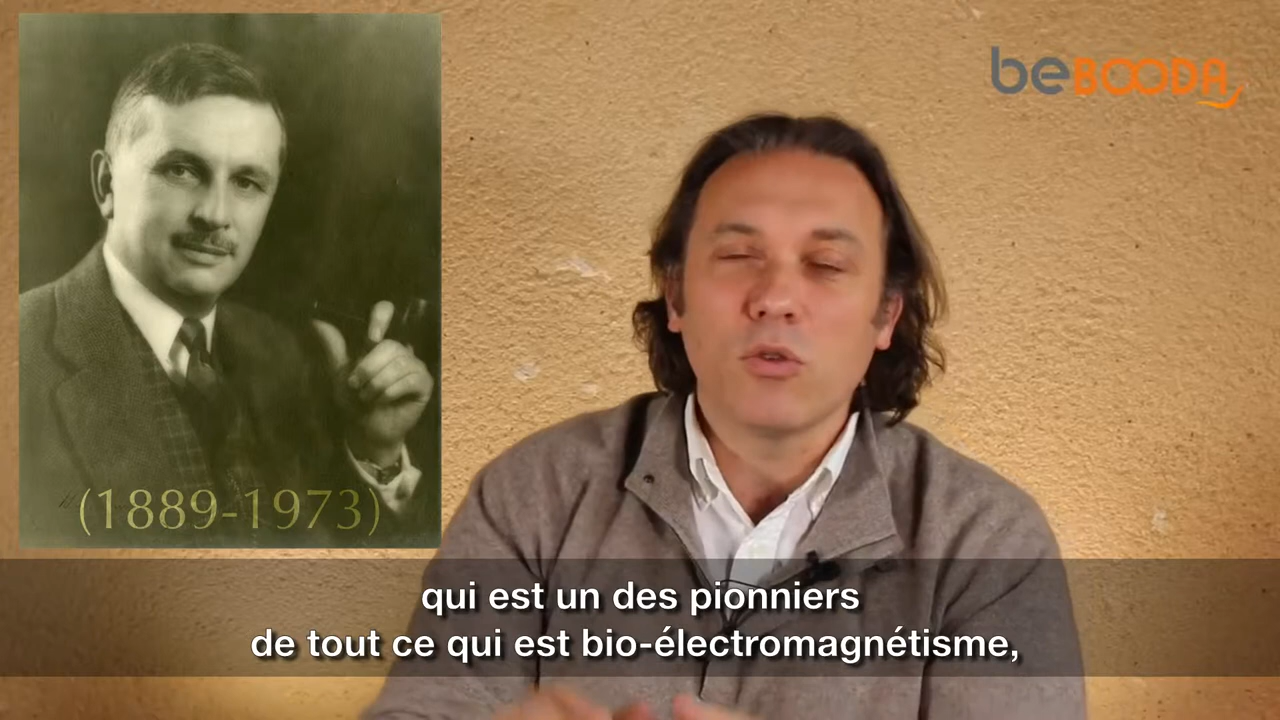 beBOODA
(1889-1973)
qui est un des pionniers
de tout ce qui est bio-électromagnétisme,